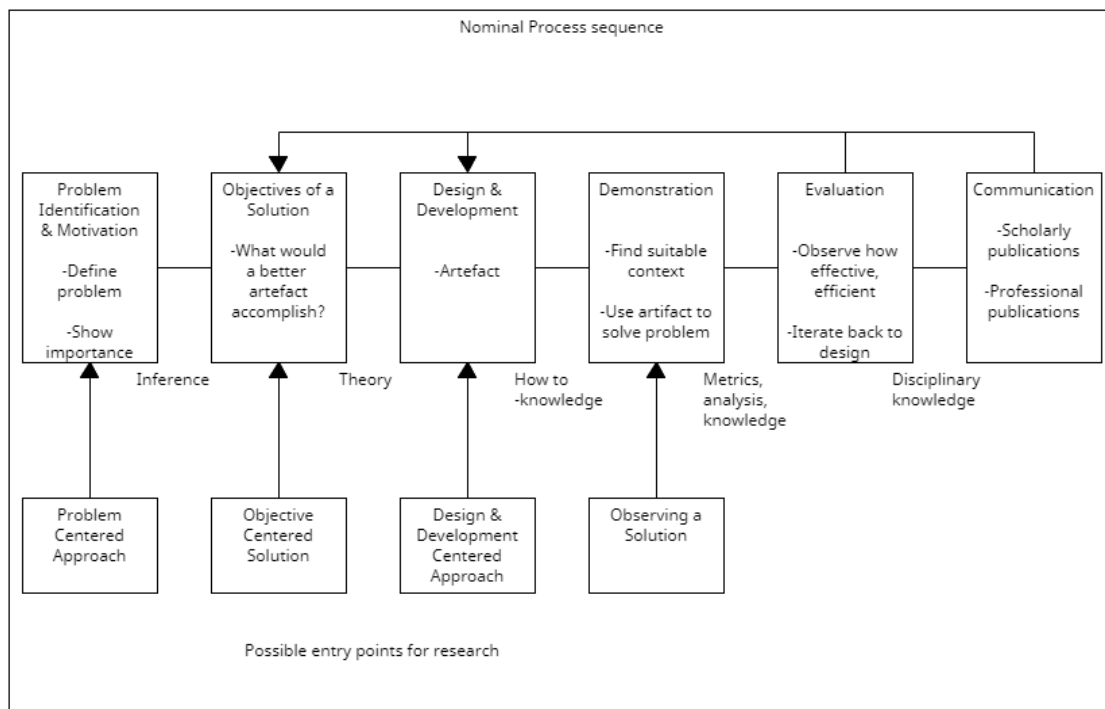 Nominal Process sequence
Problem
Identification
& Motivation
-Define
problem
-Show
importance
Objectives of a
Solution
-What would
a better
artefact
accomplish?
Design &
Development
-Artefact
Demonstration
-Find suitable
context
-Use artifact to
solve problem
Evaluation
-Observe how
effective,
efficient
-Iterate back to
design
Communication
-Scholarly
publications
-Professional
publications
Inference
Theory
How to
-knowledge
Metrics,
analysis,
knowledge
Disciplinary
knowledge
Problem
Centered
Approach
Objective
Centered
Solution
Design &
Development
Centered
Approach
Observing a
Solution
Possible entry points for research